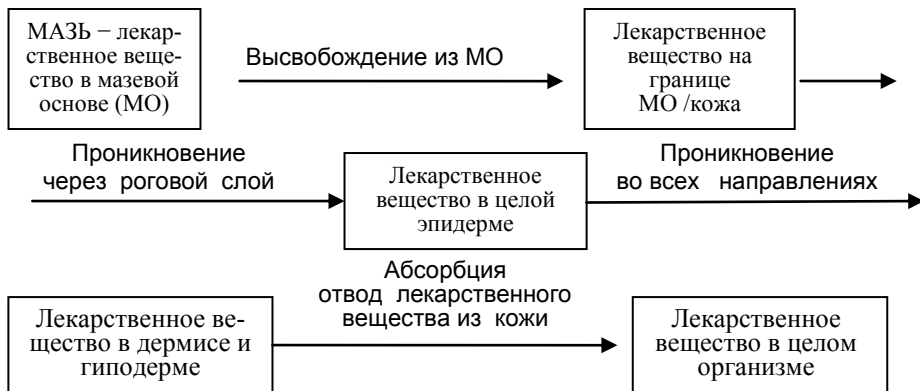 МАЗЬ − лекар-
ственное веще-
ство в мазевой
основе (МО)
Высвобождение из МО
Лекарственное
вещество на
границе
МО /кожа
Проникновение
через роговой слой
Лекарственное
вещество в целой
эпидерме
Проникновение
во всех направлениях
Лекарственное ве-
щество в дермисе и
гиподерме
Абсорбция
отвод лекарственного
вещества из кожи
Лекарственное
вещество в целом
организме